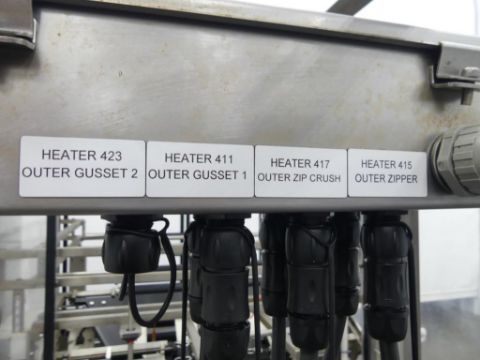 HEATER 423
OUTER GUSSET 2
HEATER 411
OUTER GUSSET 1
HEATER 417
OUTER ZIP CRUSH
HEATER 415
OUTER ZIPPER